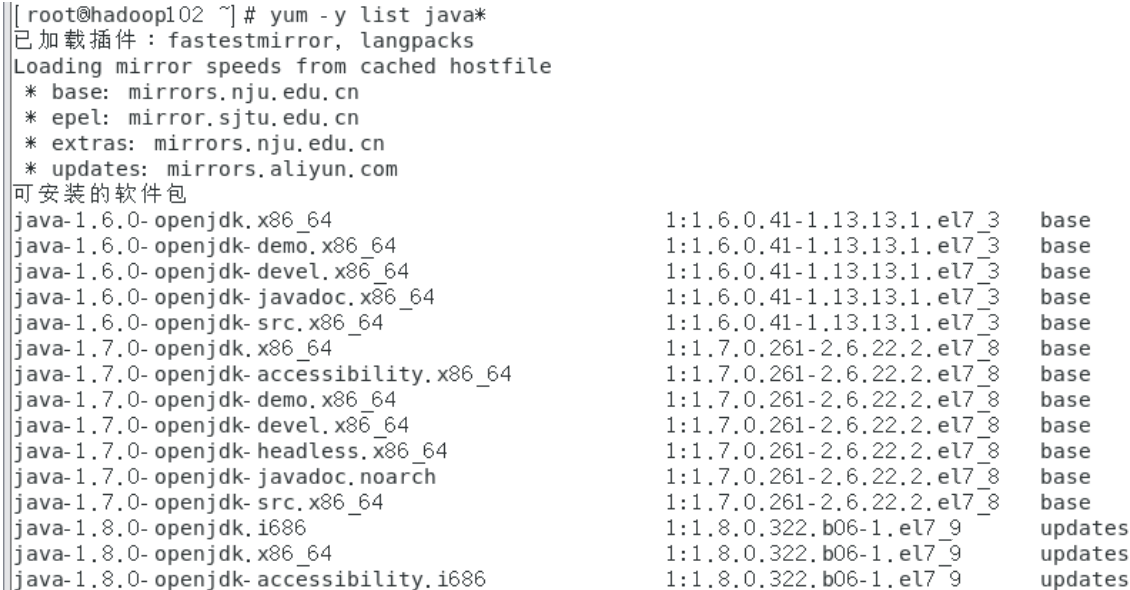 [root@hadoop102 ~]# yum -y list java*
已加载插件：fastestmirror, langpacks
Loading mirror speeds from cached hostfile
 * base: mirrors.nju.edu.cn
 * epel: mirror.sjtu.edu.cn
 * extras: mirrors.nju.edu.cn
 * updates: mirrors.aliyun.com
可安装的软件包
java-1.6.0-openjdk.x86_64 1:1.6.0.41-1.13.13.1.el7_3 base
java-1.6.0-openjdk-demo.x86_64 1:1.6.0.41-1.13.13.1.el7_3 base
java-1.6.0-openjdk-devel.x86_64 1:1.6.0.41-1.13.13.1.el7_3 base
java-1.6.0-openjdk-javadoc.x86_64 1:1.6.0.41-1.13.13.1.el7_3 base
java-1.6.0-openjdk-src.x86_64 1:1.6.0.41-1.13.13.1.el7_3 base
java-1.7.0-openjdk.x86_64 1:1.7.0.261-2.6.22.2.el7_8 base
java-1.7.0-openjdk-accessibility.x86_64 1:1.7.0.261-2.6.22.2.el7_8 base
java-1.7.0-openjdk-demo.x86_64 1:1.7.0.261-2.6.22.2.el7_8 base
java-1.7.0-openjdk-devel.x86_64 1:1.7.0.261-2.6.22.2.el7_8 base
java-1.7.0-openjdk-headless.x86_64 1:1.7.0.261-2.6.22.2.el7_8 base
java-1.7.0-openjdk-javadoc.noarch 1:1.7.0.261-2.6.22.2.el7_8 base
java-1.7.0-openjdk-src.x86_64 1:1.7.0.261-2.6.22.2.el7_8 base
java-1.8.0-openjdk.i686 1:1.8.0.322.b06-1.el7_9 updates
java-1.8.0-openjdk.x86_64 1:1.8.0.322.b06-1.el7_9 updates
java-1.8.0-openjdk-accessibility.i686 1:1.8.0.322.b06-1.el7_9 updates